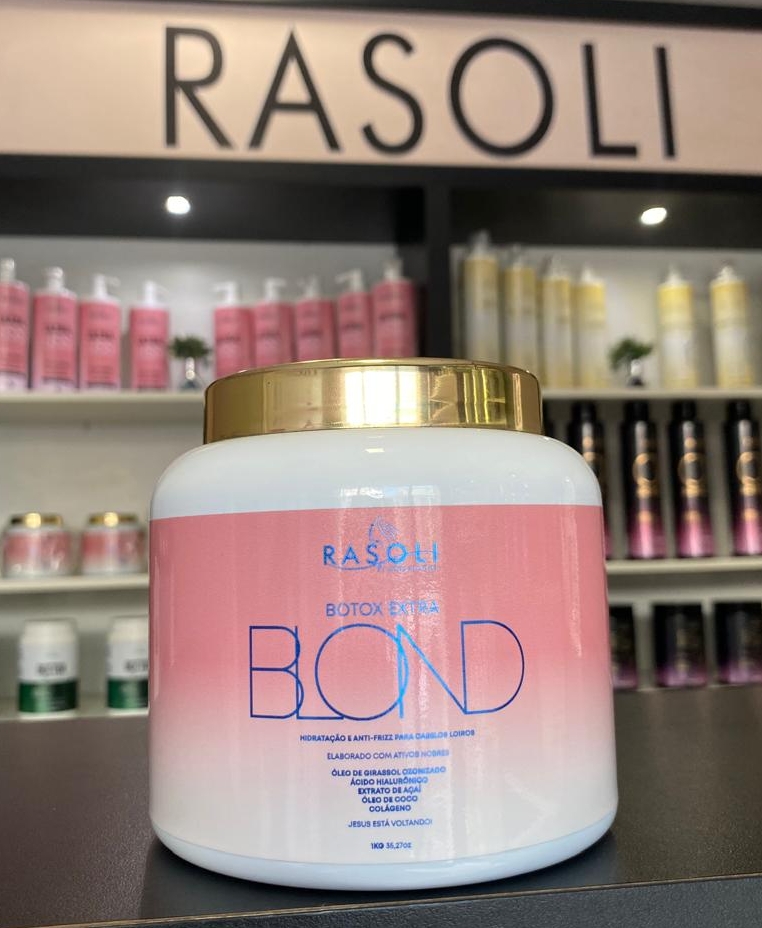 RASOLI
RASOLI
BOTOX EXTRA
BLOND
HIDRATAÇÃO E ANTI-FRIZZ PARA CABELOS LOIROS
ELABORADO COM ATIVOS NOBRES
ÓLEO DE GIRASSOL OZONIZADO
ÁCIDO HIALURÔNICO
EXTRATO DE AÇAÍ
ÓLEO DE COCO
COLÁGENO
JESUS ESTÁ VOLTANDO!
1KG 35,27oz